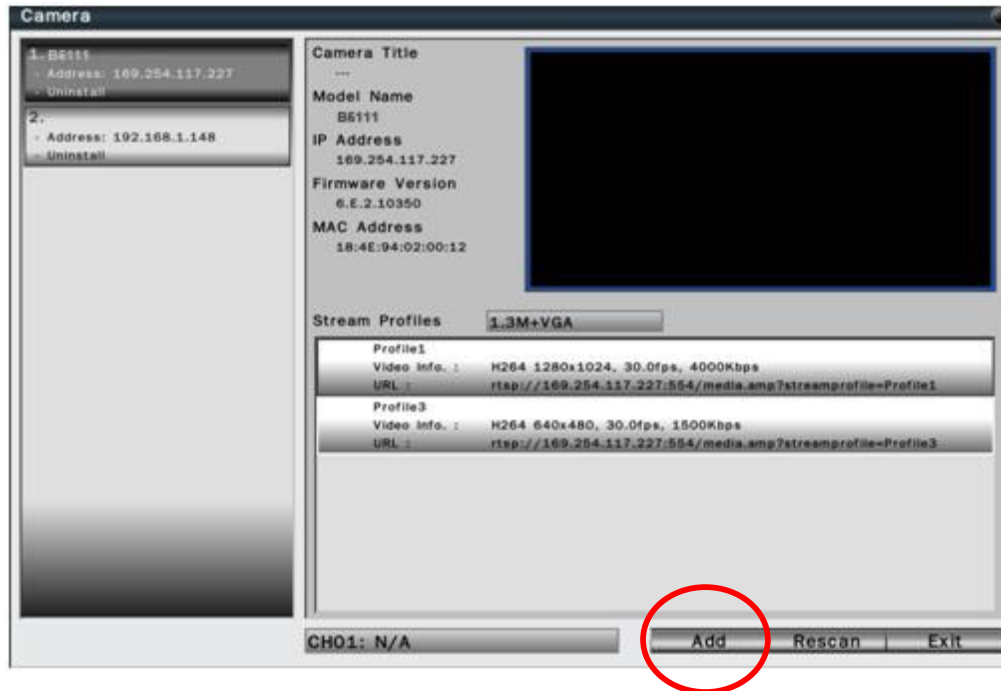 Camera
1. B6111
- Address: 169.254.117.227
- Uninstall
2.
- Address: 192.168.1.148
- Uninstall
Camera Title
---
Model Name
B6111
IP Address
169.254.117.227
Firmware Version
6.E.2.10350
MAC Address
18:4E:94:02:00:12
Stream Profiles 1.3M+VGA
Profile1
Video Info. : H264 1280x1024, 30.0fps, 4000Kbps
URL : rtsp://169.254.117.227:554/media.amp?streamprofile=Profile1
Profile3
Video Info. : H264 640x480, 30.0fps, 1500Kbps
URL : rtsp://169.254.117.227:554/media.amp?streamprofile=Profile3
CH01: N/A Add Rescan Exit